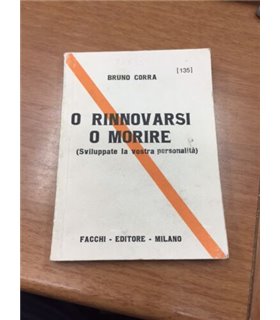 BRUNO CORRA
[135]
O RINNOVARSI
O MORIRE
(Sviluppate la vostra personalità)
FACCHI - EDITORE - MILANO